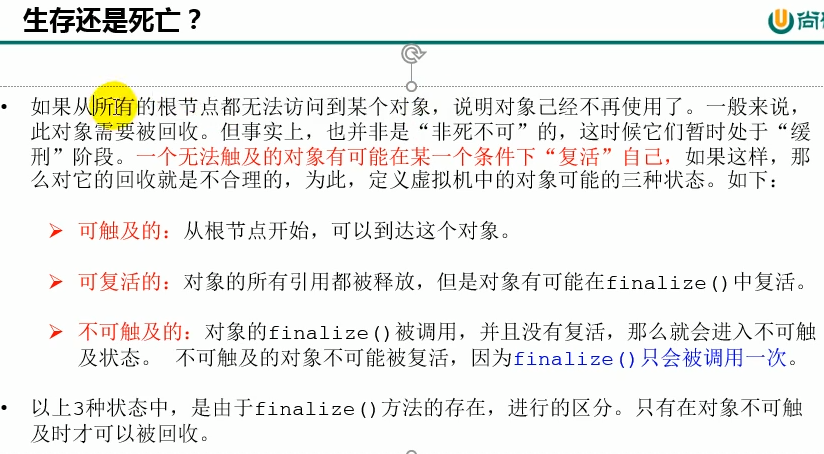 生存还是死亡？
尚
• 如果从所有的根节点都无法访问到某个对象，说明对象己经不再使用了。一般来说，
此对象需要被回收。但事实上，也并非是“非死不可”的，这时候它们暂时处于“缓
刑”阶段。一个无法触及的对象有可能在某一个条件下“复活”自己，如果这样，那
么对它的回收就是不合理的，为此，定义虚拟机中的对象可能的三种状态。如下：
➢ 可触及的：从根节点开始，可以到达这个对象。
➢ 可复活的：对象的所有引用都被释放，但是对象有可能在finalize()中复活。
➢ 不可触及的：对象的finalize()被调用，并且没有复活，那么就会进入不可触
及状态。 不可触及的对象不可能被复活，因为finalize()只会被调用一次。
• 以上3种状态中，是由于finalize()方法的存在，进行的区分。只有在对象不可触
及时才可以被回收。